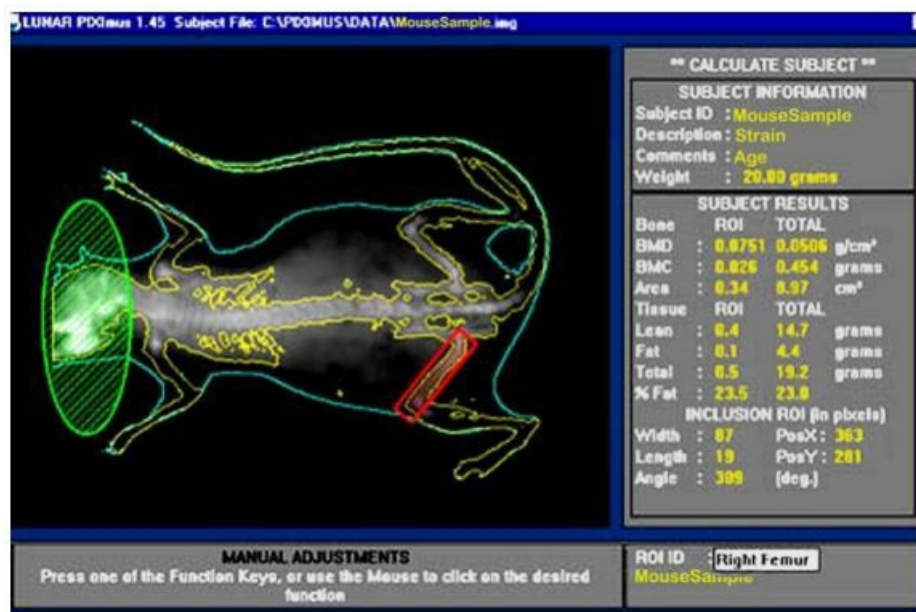 LUNAR PIXImus 1.45 Subject File: C:\PIXIMUS\DATA\MouseSample.img
** CALCULATE SUBJECT **
SUBJECT INFORMATION
Subject ID : MouseSample
Description : Strain
Comments : Age
Weight : 20.00 grams
SUBJECT RESULTS
Bone ROI TOTAL
BMD : 0.0751 0.0506 g/cm²
BMC : 0.026 0.454 grams
Area : 0.34 8.97 cm²
Tissue ROI TOTAL
Lean : 0.4 14.7 grams
Fat : 0.1 4.4 grams
Total : 0.5 19.2 grams
% Fat : 23.5 23.0
INCLUSION ROI (in pixels)
Width : 87 PosX : 363
Length : 19 PosY : 281
Angle : 309 (deg.)
MANUAL ADJUSTMENTS
Press one of the Function Keys, or use the Mouse to click on the desired
function
ROI ID : Right Femur
MouseSample